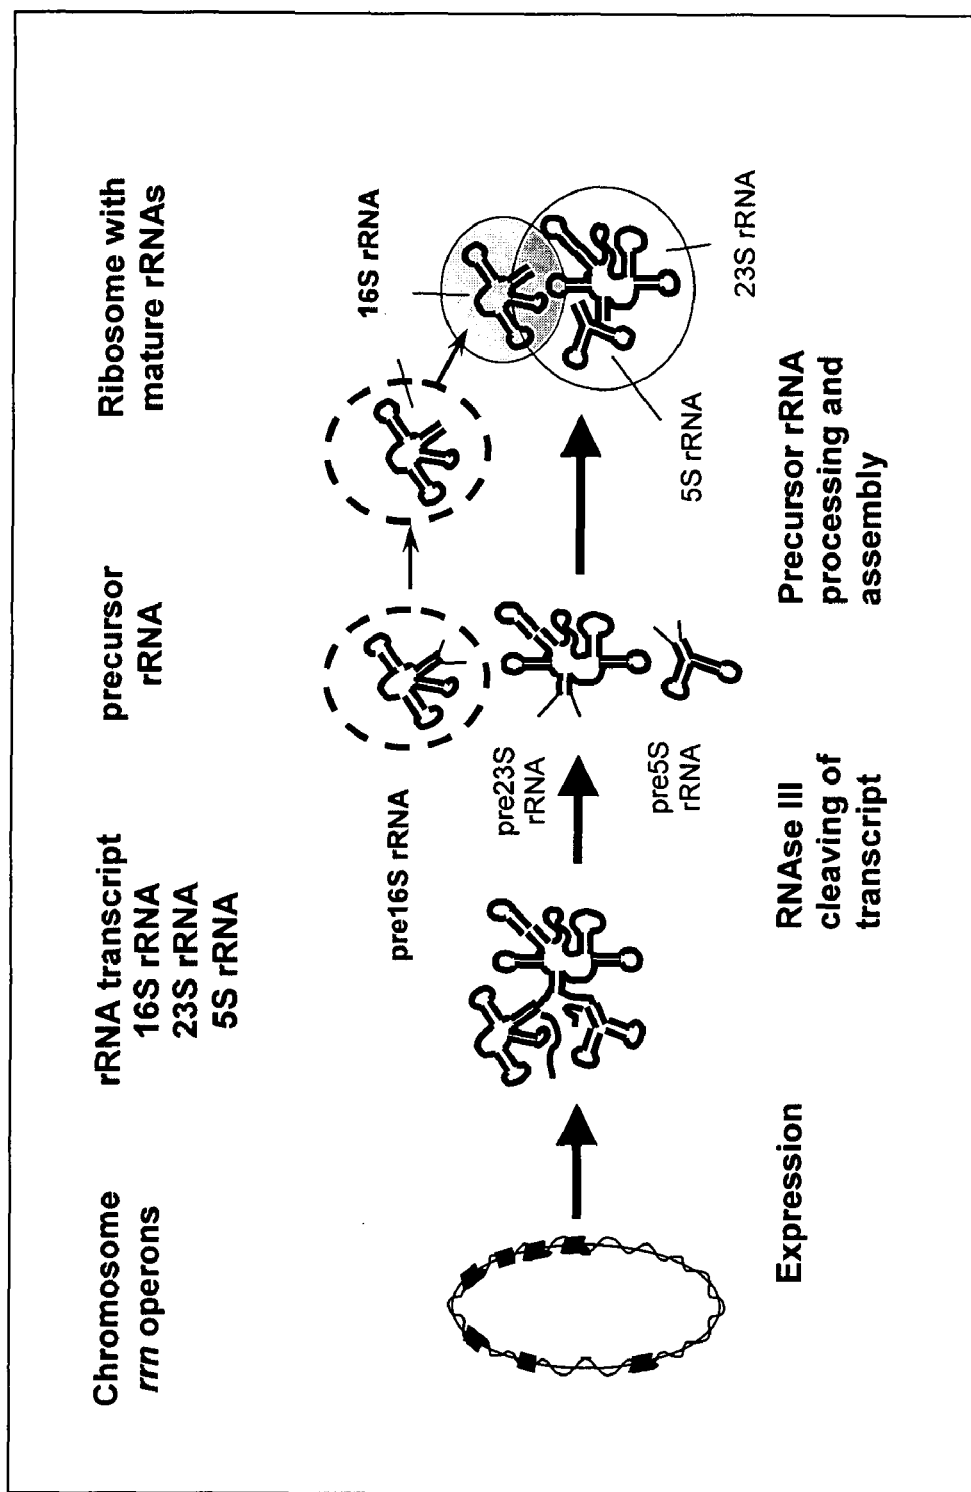 Chromosome
rrn operons
rRNA transcript
16S rRNA
23S rRNA
5S rRNA
precursor
rRNA
Ribosome with
mature rRNAs
pre16S rRNA
16S rRNA
pre23S
rRNA
pre5S
rRNA
5S rRNA
23S rRNA
Expression
RNAse III
cleaving of
transcript
Precursor rRNA
processing and
assembly